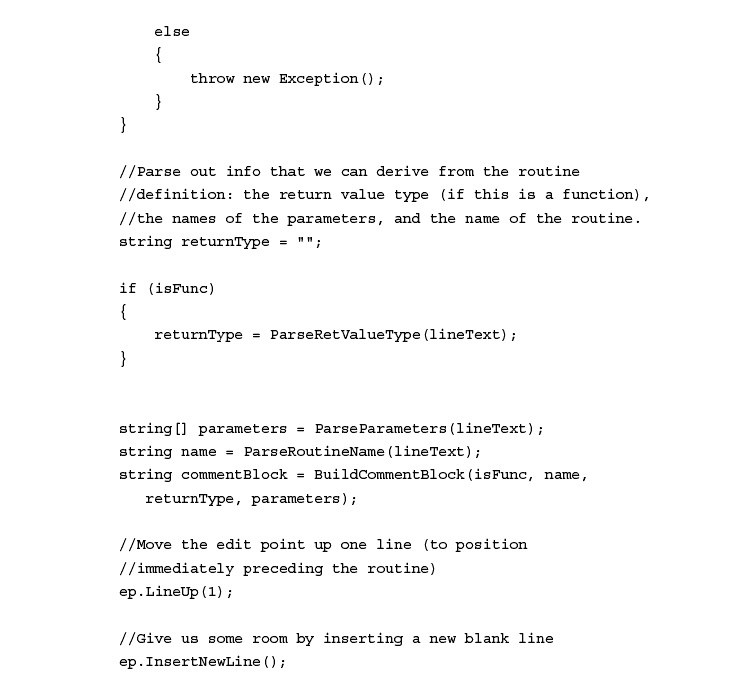 else
{
throw new Exception();
}
}
//Parse out info that we can derive from the routine
//definition: the return value type (if this is a function),
//the names of the parameters, and the name of the routine.
string returnType = "";
if (isFunc)
{
returnType = ParseRetValueType(lineText);
}
string[] parameters = ParseParameters(lineText);
string name = ParseRoutineName(lineText);
string commentBlock = BuildCommentBlock(isFunc, name,
returnType, parameters);
//Move the edit point up one line (to position
//immediately preceding the routine)
ep.LineUp(1);
//Give us some room by inserting a new blank line
ep.InsertNewLine();